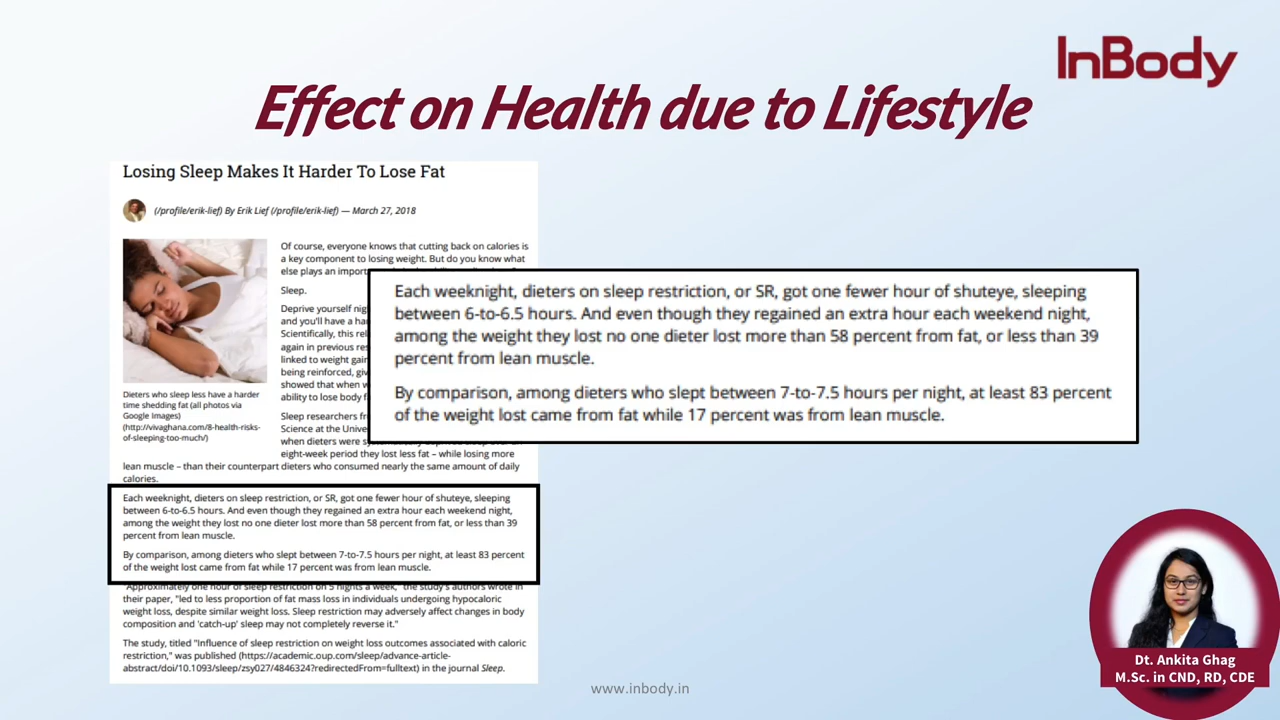 InBody
Effect on Health due to Lifestyle
Losing Sleep Makes It Harder To Lose Fat
(/profile/erik-lief) By Erik Lief (/profile/erik-lief) — March 27, 2018
Of course, everyone knows that cutting back on calories is
a key component to losing weight. But do you know what
else plays an
Sleep.
Deprive yourself
and you'll have a
Scientifically, this
again in previous
linked to weight
being reinforced,
showed that when
ability to lose body
Sleep researchers
Science at the
when dieters were
eight-week period they lost less fat – while losing more
lean muscle – than their counterpart dieters who consumed nearly the same amount of daily
calories.
Dieters who sleep less have a harder
time shedding fat (all photos via
Google Images)
(http://vivaghana.com/8-health-risks-
of-sleeping-too-much/)
Each weeknight, dieters on sleep restriction, or SR, got one fewer hour of shuteye, sleeping
between 6-to-6.5 hours. And even though they regained an extra hour each weekend night,
among the weight they lost no one dieter lost more than 58 percent from fat, or less than 39
percent from lean muscle.
By comparison, among dieters who slept between 7-to-7.5 hours per night, at least 83 percent
of the weight lost came from fat while 17 percent was from lean muscle.
Each weeknight, dieters on sleep restriction, or SR, got one fewer hour of shuteye, sleeping
between 6-to-6.5 hours. And even though they regained an extra hour each weekend night,
among the weight they lost no one dieter lost more than 58 percent from fat, or less than 39
percent from lean muscle.
By comparison, among dieters who slept between 7-to-7.5 hours per night, at least 83 percent
of the weight lost came from fat while 17 percent was from lean muscle.
"Approximately one hour of sleep restriction on 5 nights a week," the study's authors wrote in
their paper, "led to less proportion of fat mass loss in individuals undergoing hypocaloric
weight loss, despite similar weight loss. Sleep restriction may adversely affect changes in body
composition and 'catch-up' sleep may not completely reverse it."
The study, titled "Influence of sleep restriction on weight loss outcomes associated with caloric
restriction," was published (https://academic.oup.com/sleep/advance-article-
abstract/doi/10.1093/sleep/zsy027/4846324?redirectedFrom=fulltext) in the journal Sleep.
www.inbody.in
Dt. Ankita Ghag
M.Sc. in CND, RD, CDE